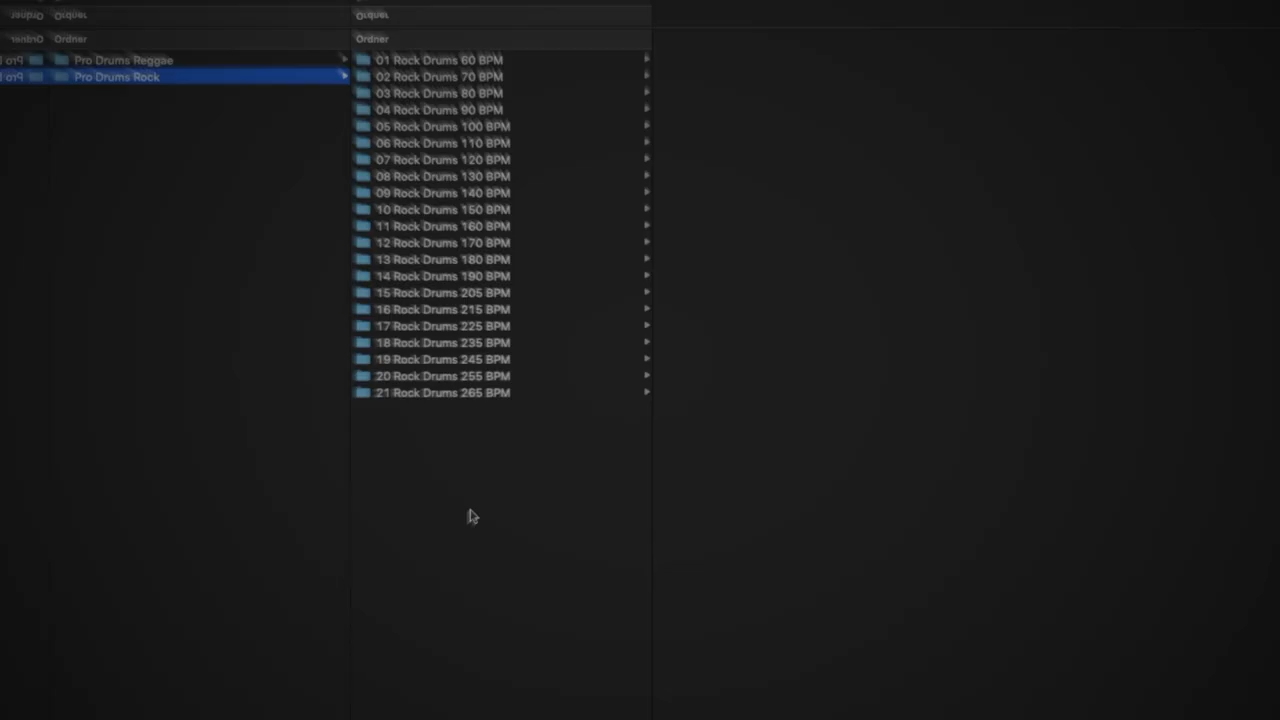 Ordner
Ordner
Ordner
Ordner
Pro Drums Reggae
Pro Drums Rock
01 Rock Drums 60 BPM
02 Rock Drums 70 BPM
03 Rock Drums 80 BPM
04 Rock Drums 90 BPM
05 Rock Drums 100 BPM
06 Rock Drums 110 BPM
07 Rock Drums 120 BPM
08 Rock Drums 130 BPM
09 Rock Drums 140 BPM
10 Rock Drums 150 BPM
11 Rock Drums 160 BPM
12 Rock Drums 170 BPM
13 Rock Drums 180 BPM
14 Rock Drums 190 BPM
15 Rock Drums 205 BPM
16 Rock Drums 215 BPM
17 Rock Drums 225 BPM
18 Rock Drums 235 BPM
19 Rock Drums 245 BPM
20 Rock Drums 255 BPM
21 Rock Drums 265 BPM